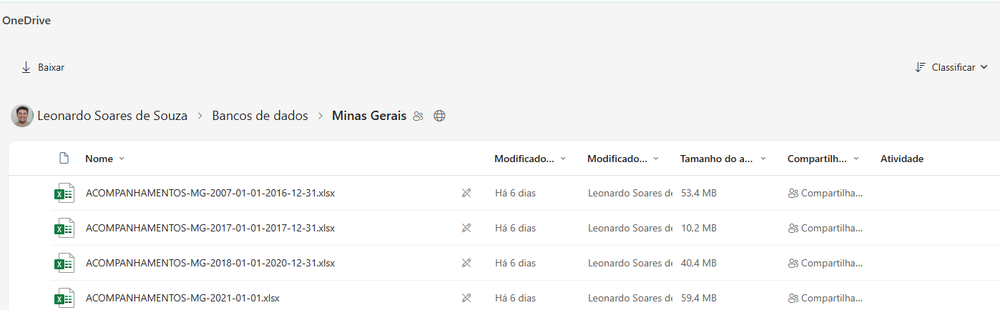 OneDrive
Baixar Classificar
Leonardo Soares de Souza > Bancos de dados > Minas Gerais
Nome Modificado... Modificado... Tamanho do a... Compartilh... Atividade
ACOMPANHAMENTOS-MG-2007-01-01-2016-12-31.xlsx Há 6 dias Leonardo Soares de 53,4 MB Compartilha...
ACOMPANHAMENTOS-MG-2017-01-01-2017-12-31.xlsx Há 6 dias Leonardo Soares de 10,2 MB Compartilha...
ACOMPANHAMENTOS-MG-2018-01-01-2020-12-31.xlsx Há 6 dias Leonardo Soares de 40,4 MB Compartilha...
ACOMPANHAMENTOS-MG-2021-01-01.xlsx Há 6 dias Leonardo Soares de 59,4 MB Compartilha...